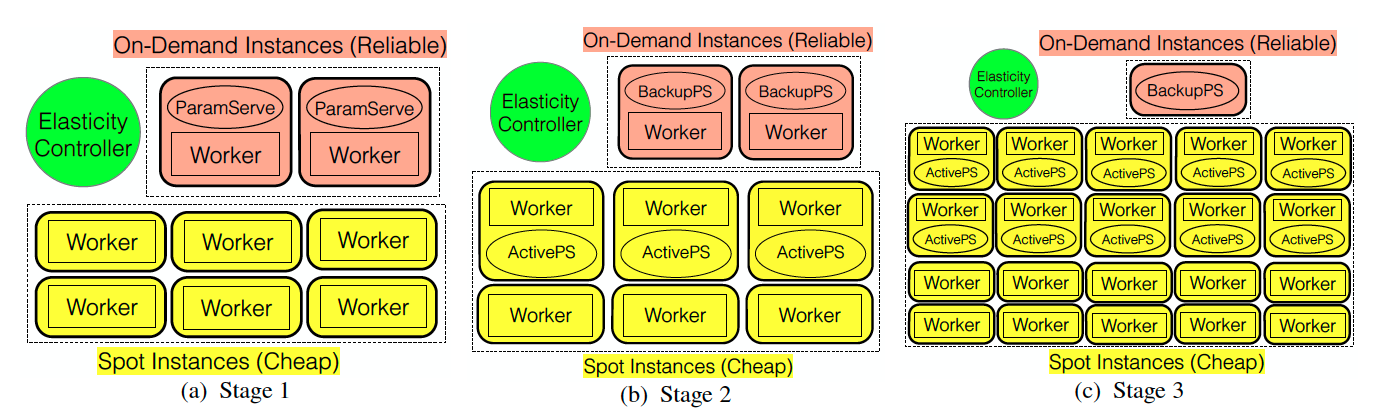 On-Demand Instances (Reliable)
Elasticity
Controller
ParamServe ParamServe
Worker Worker
Worker Worker Worker
Worker Worker Worker
Spot Instances (Cheap)
(a) Stage 1
On-Demand Instances (Reliable)
Elasticity
Controller
BackupPS BackupPS
Worker Worker
Worker Worker Worker
ActivePS ActivePS ActivePS
Worker Worker Worker
Spot Instances (Cheap)
(b) Stage 2
On-Demand Instances (Reliable)
Elasticity
Controller
BackupPS
Worker Worker Worker Worker Worker
ActivePS ActivePS ActivePS ActivePS ActivePS
Worker Worker Worker Worker Worker
ActivePS ActivePS ActivePS ActivePS ActivePS
Worker Worker Worker Worker Worker
Worker Worker Worker Worker Worker
Spot Instances (Cheap)
(c) Stage 3